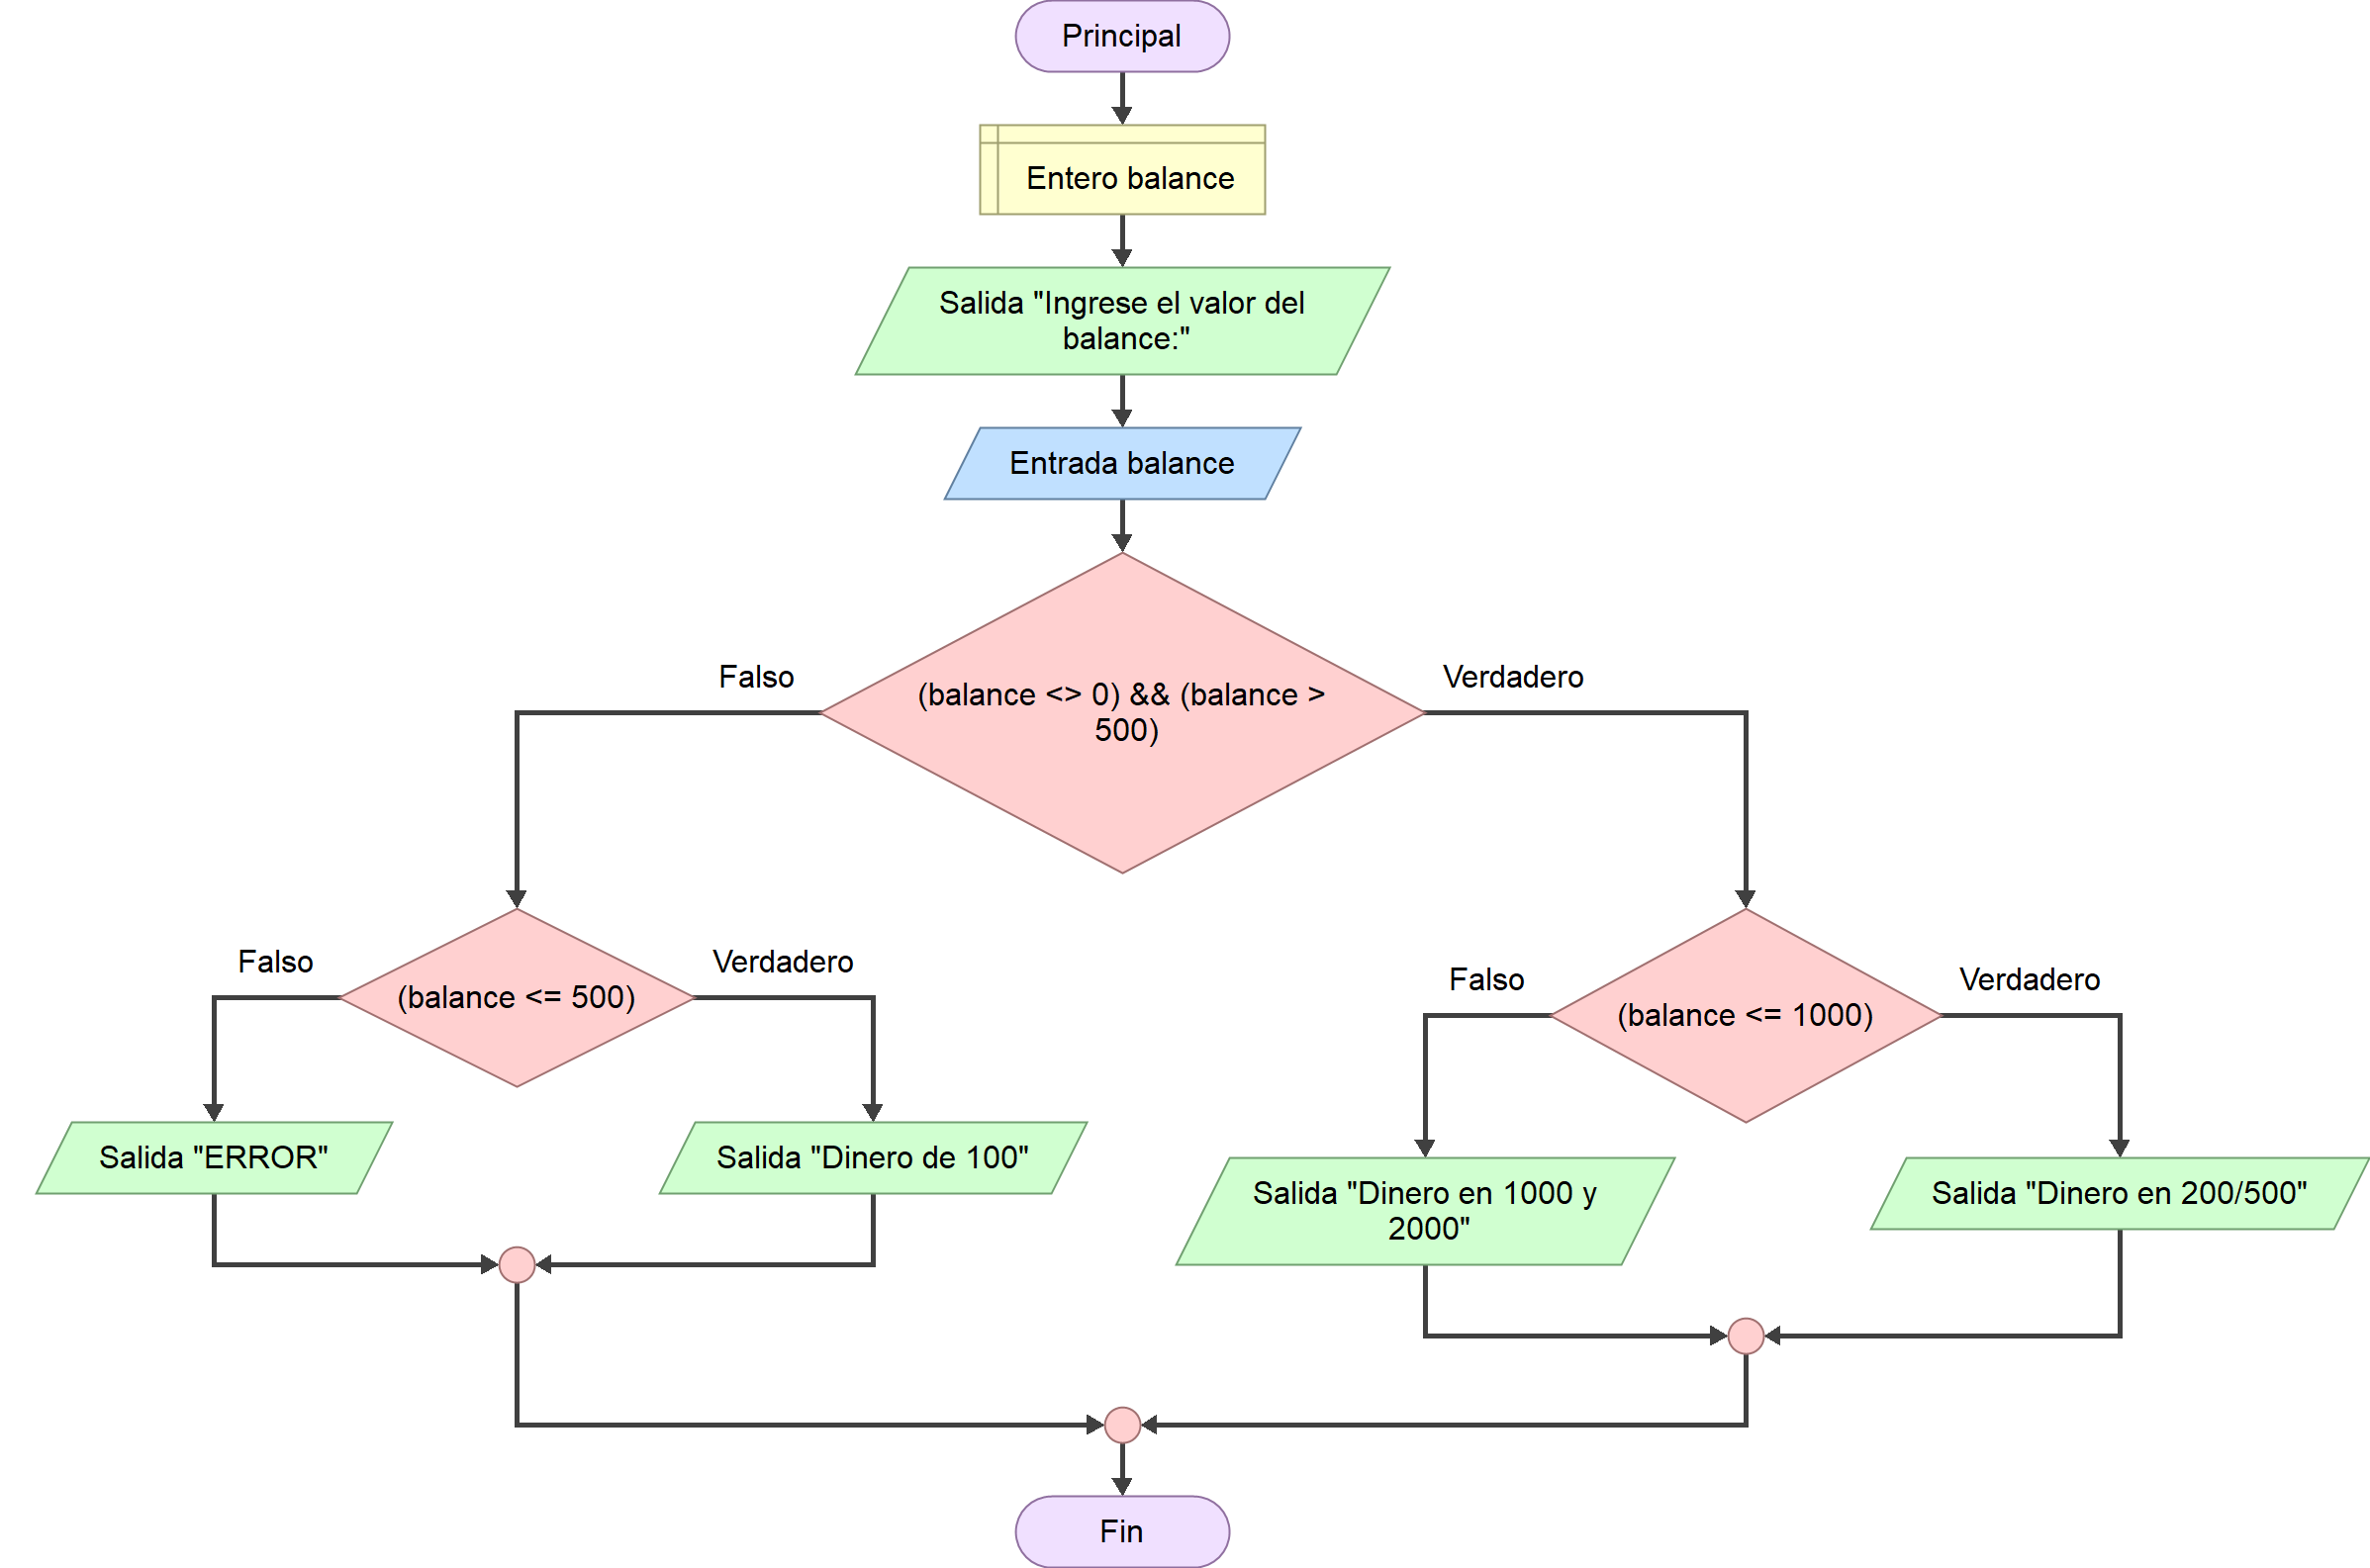 Principal
Entero balance
Salida "Ingrese el valor del
balance:"
Entrada balance
Falso
Verdadero
(balance <> 0) && (balance >
500)
Falso
Verdadero
(balance <= 500)
Falso
Verdadero
(balance <= 1000)
Salida "ERROR"
Salida "Dinero de 100"
Salida "Dinero en 1000 y
2000"
Salida "Dinero en 200/500"
Fin